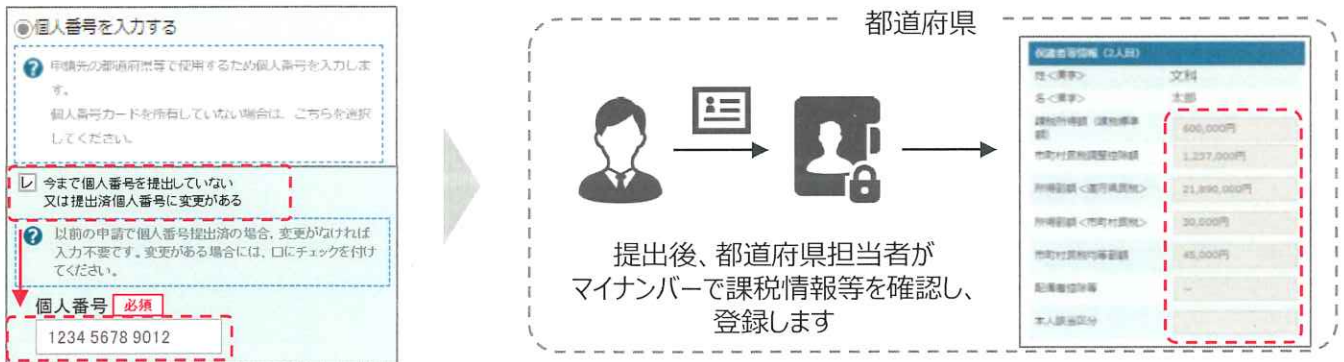 個人番号を入力する
申請先の都道府県等で使用するため個人番号を入力しま
す。
個人番号カードを所有していない場合は、こちらを選択
してください。
レ 今まで個人番号を提出していない
又は提出済個人番号に変更がある
以前の申請で個人番号提出済の場合、変更がなければ
入力不要です。変更がある場合には、口にチェックを付け
てください。
個人番号 必須
1234 5678 9012
都道府県
提出後、都道府県担当者が
マイナンバーで課税情報等を確認し、
登録します
保護者等情報（2人目）
姓<漢字> 文科
名<漢字> 太郎
課税所得額（課税標準
額） 600,000円
市町村民税調整控除額 1,237,000円
所得割額<道府県民税> 21,890,000円
所得割額<市町村民税> 30,000円
市町村民税均等割額 45,000円
配偶者控除等 --
本人該当区分